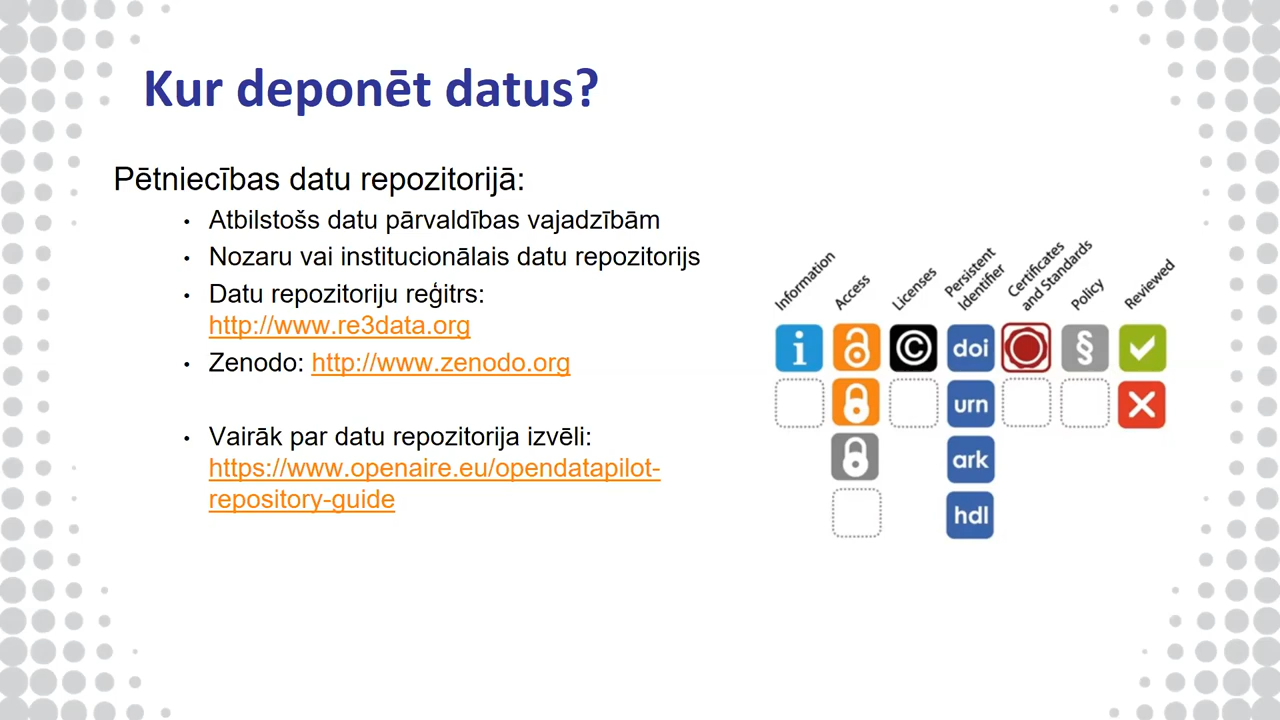 Kur deponēt datus?
Pētniecības datu repozitorijā:
• Atbilstošs datu pārvaldības vajadzībām
• Nozaru vai institucionālais datu repozitorijs
• Datu repozitoriju reģitrs:
http://www.re3data.org
• Zenodo: http://www.zenodo.org
• Vairāk par datu repozitorija izvēli:
https://www.openaire.eu/opendatapilot-
repository-guide
Information
Access
Licenses
Persistent
Identifier
Certificates
and Standards
Policy
Reviewed
i
©
doi
§
urn
ark
hdl